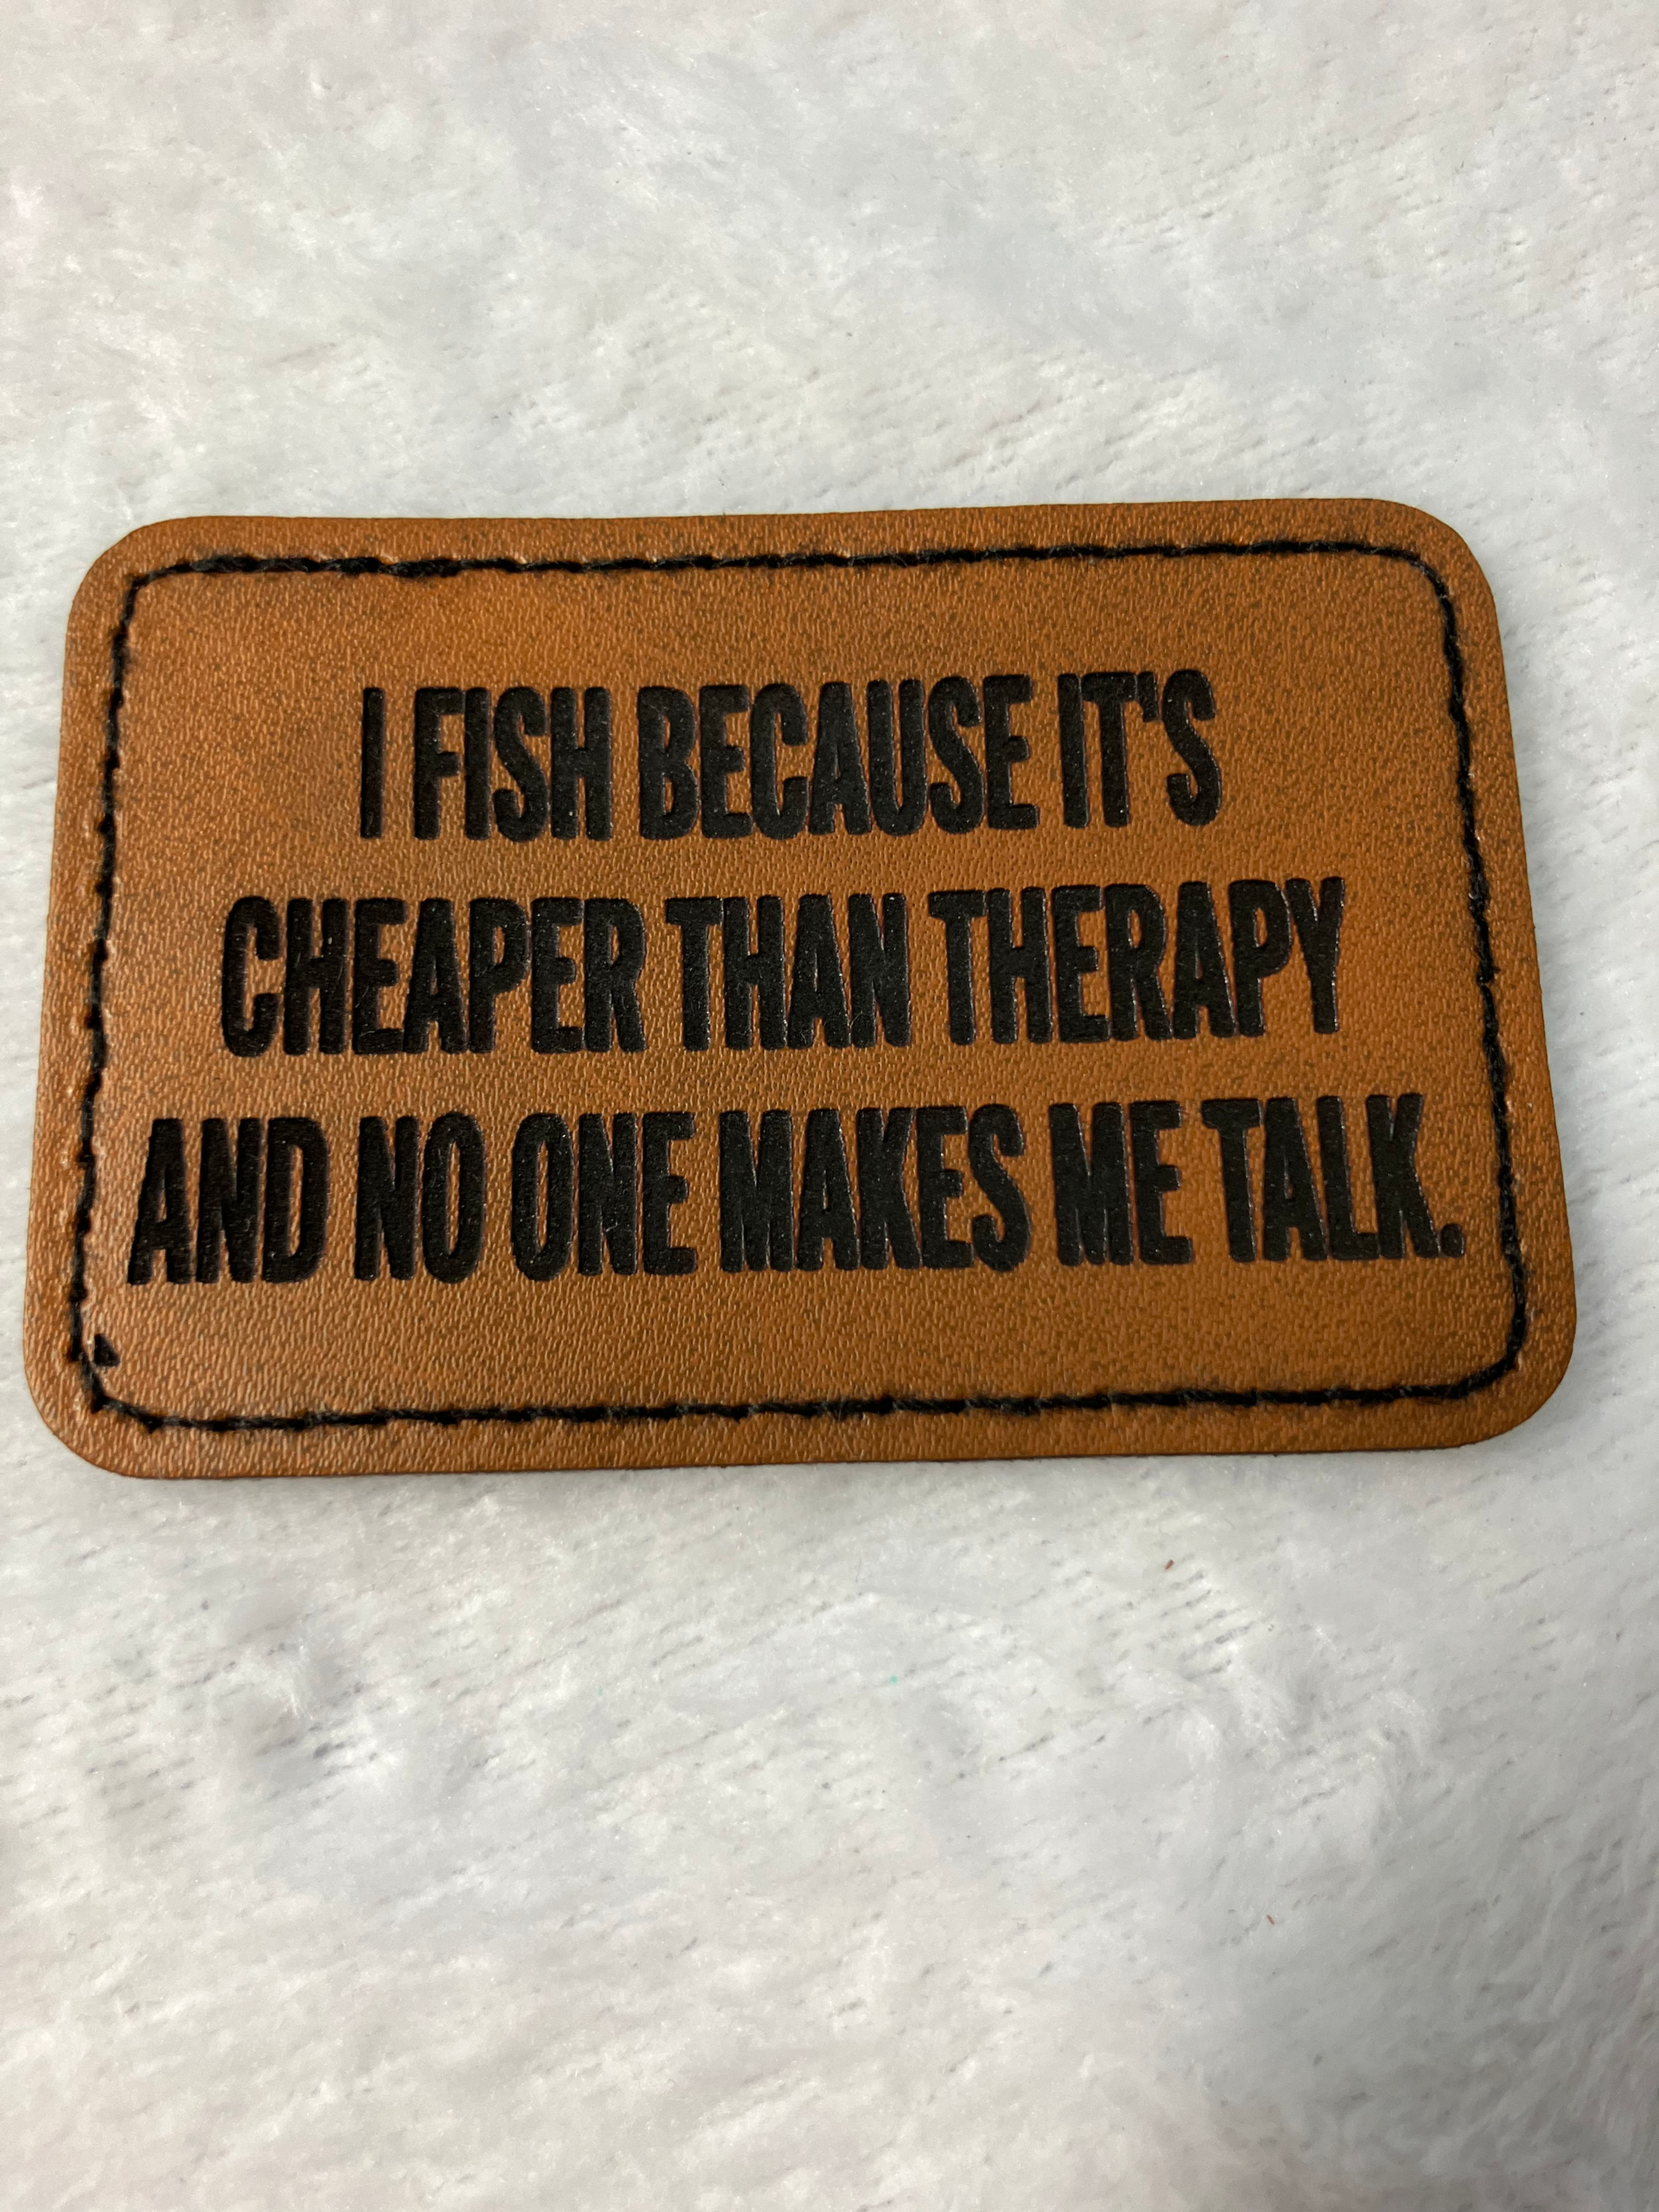 I FISH BECAUSE IT'S
CHEAPER THAN THERAPY
AND NO ONE MAKES ME TALK.